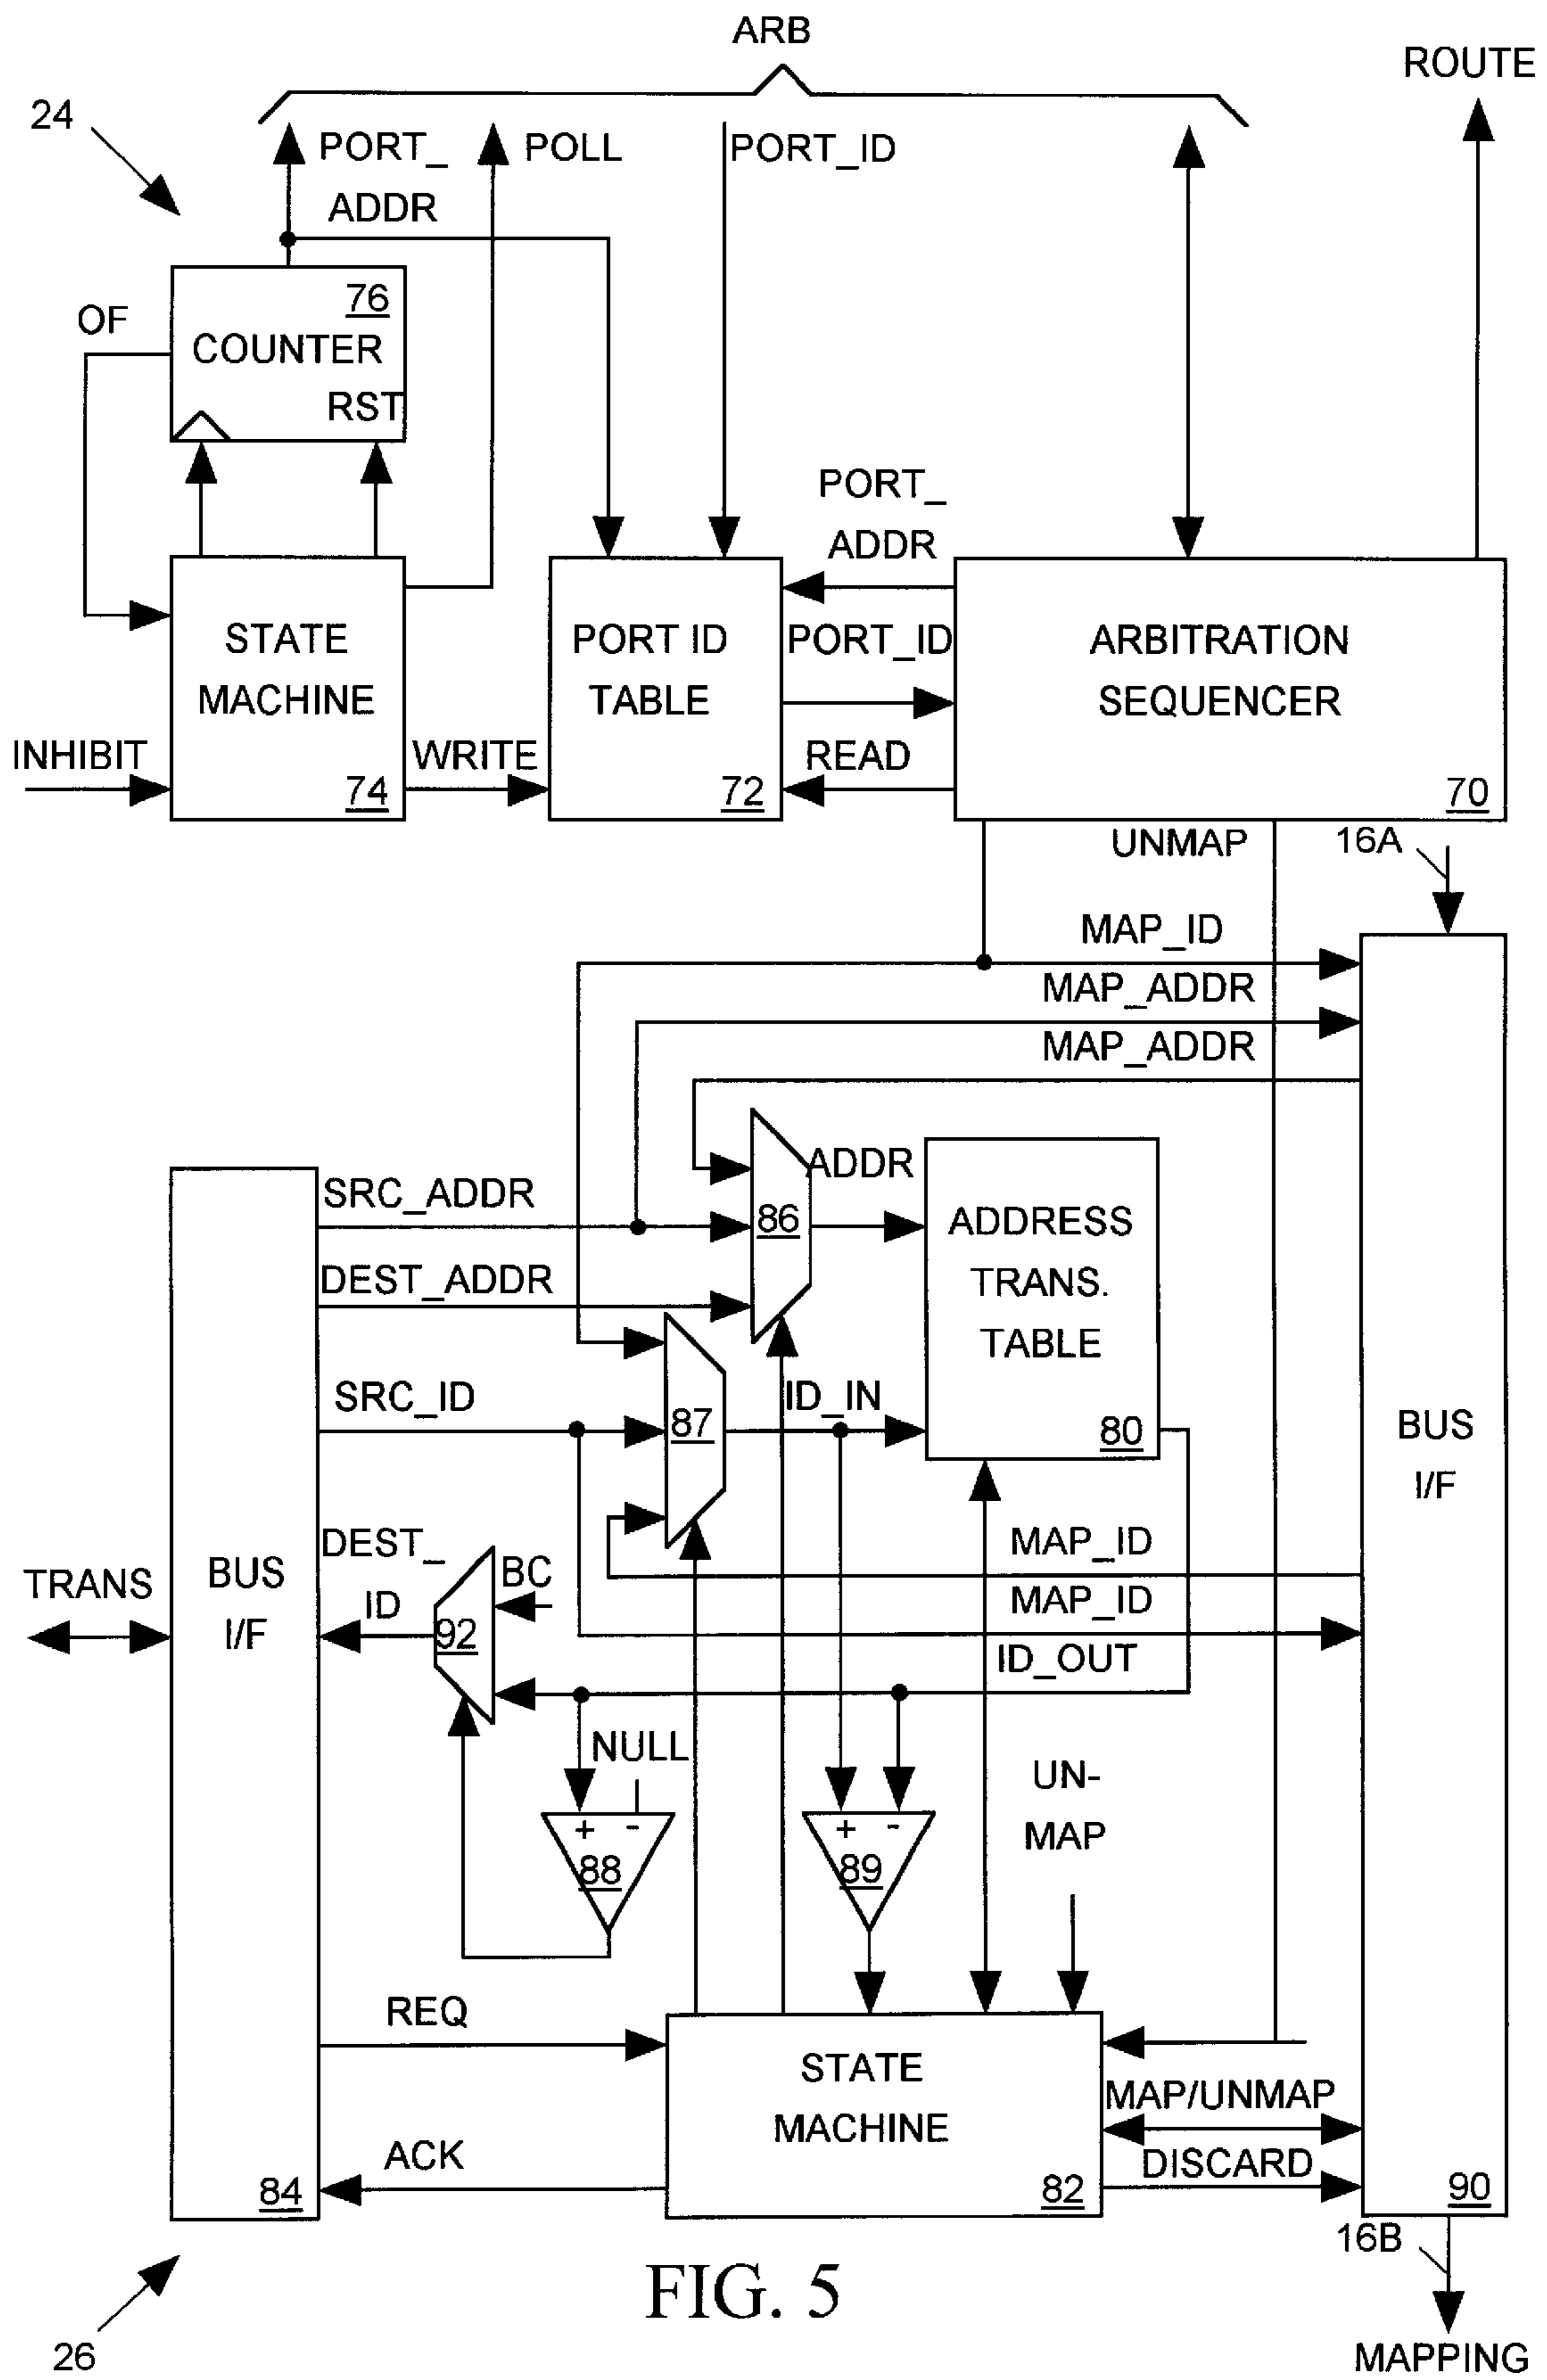 ARB
ROUTE
24
PORT_
ADDR
POLL
PORT_ID
OF
76
COUNTER
RST
PORT_
ADDR
STATE
MACHINE
74
PORT ID
TABLE
72
PORT_ID
ARBITRATION
SEQUENCER
70
INHIBIT
WRITE
READ
UNMAP
16A
MAP_ID
MAP_ADDR
MAP_ADDR
SRC_ADDR
86
ADDR
ADDRESS
TRANS.
TABLE
80
DEST_ADDR
SRC_ID
87
ID_IN
BUS
I/F
DEST_
ID
BC
MAP_ID
TRANS
BUS
I/F
92
MAP_ID
ID_OUT
NULL
UN-
MAP
+ -
88
+ -
89
REQ
STATE
MACHINE
82
MAP/UNMAP
ACK
DISCARD
84
90
16B
FIG. 5
26
MAPPING